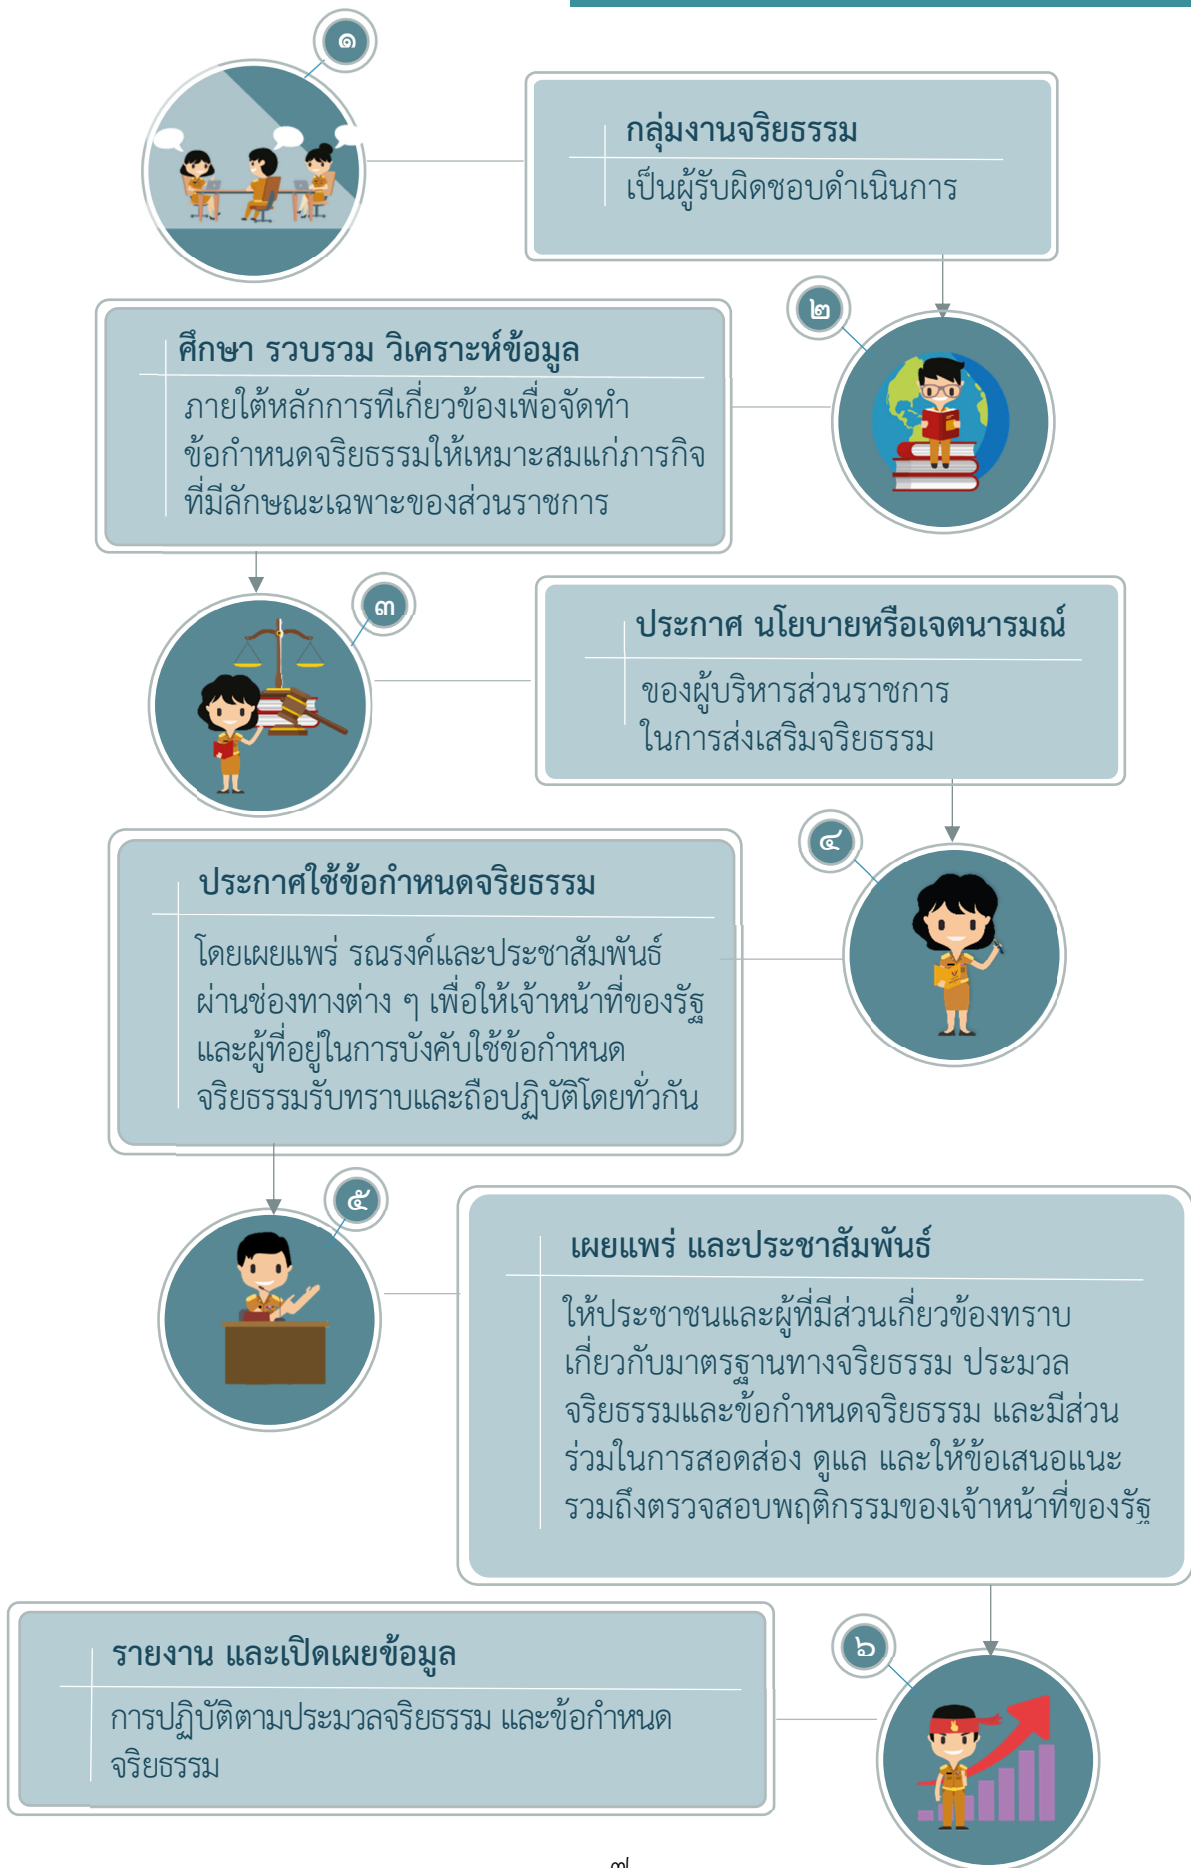 ๑
กลุ่มงานจริยธรรม
เป็นผู้รับผิดชอบดำเนินการ
๒
ศึกษา รวบรวม วิเคราะห์ข้อมูล
ภายใต้หลักการที่เกี่ยวข้องเพื่อจัดทำ
ข้อกำหนดจริยธรรมให้เหมาะสมแก่ภารกิจ
ที่มีลักษณะเฉพาะของส่วนราชการ
๓
ประกาศ นโยบายหรือเจตนารมณ์
ของผู้บริหารส่วนราชการ
ในการส่งเสริมจริยธรรม
๔
ประกาศใช้ข้อกำหนดจริยธรรม
โดยเผยแพร่ รณรงค์และประชาสัมพันธ์
ผ่านช่องทางต่าง ๆ เพื่อให้เจ้าหน้าที่ของรัฐ
และผู้ที่อยู่ในการบังคับใช้ข้อกำหนด
จริยธรรมรับทราบและถือปฏิบัติโดยทั่วกัน
๕
เผยแพร่ และประชาสัมพันธ์
ให้ประชาชนและผู้ที่มีส่วนเกี่ยวข้องทราบ
เกี่ยวกับมาตรฐานทางจริยธรรม ประมวล
จริยธรรมและข้อกำหนดจริยธรรม และมีส่วน
ร่วมในการสอดส่อง ดูแล และให้ข้อเสนอแนะ
รวมถึงตรวจสอบพฤติกรรมของเจ้าหน้าที่ของรัฐ
๖
รายงาน และเปิดเผยข้อมูล
การปฏิบัติตามประมวลจริยธรรม และข้อกำหนด
จริยธรรม
๗